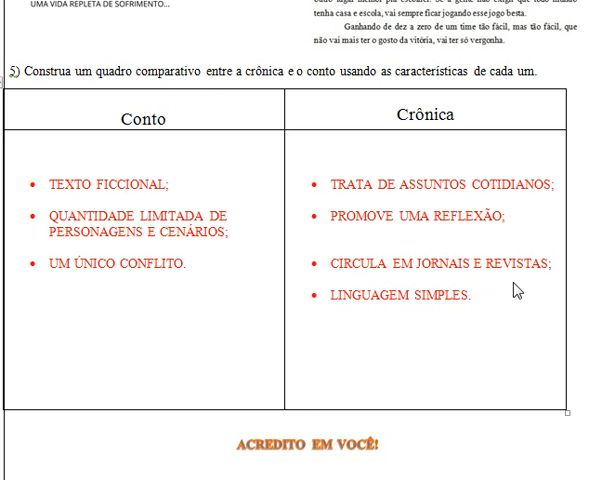 UMA VIDA REPLETA DE SOFRIMENTO...
tenha casa e escola, vai sempre ficar jogando esse jogo besta.
Ganhando de dez a zero de um time tão fácil, mas tão fácil, que
não vai mais ter o gosto da vitória, vai ter só vergonha.
5) Construa um quadro comparativo entre a crônica e o conto usando as características de cada um.
Conto
Crônica
• TEXTO FICCIONAL;
• QUANTIDADE LIMITADA DE
PERSONAGENS E CENÁRIOS;
• UM ÚNICO CONFLITO.
• TRATA DE ASSUNTOS COTIDIANOS;
• PROMOVE UMA REFLEXÃO;
• CIRCULA EM JORNAIS E REVISTAS;
• LINGUAGEM SIMPLES.
ACREDITO EM VOCÊ!